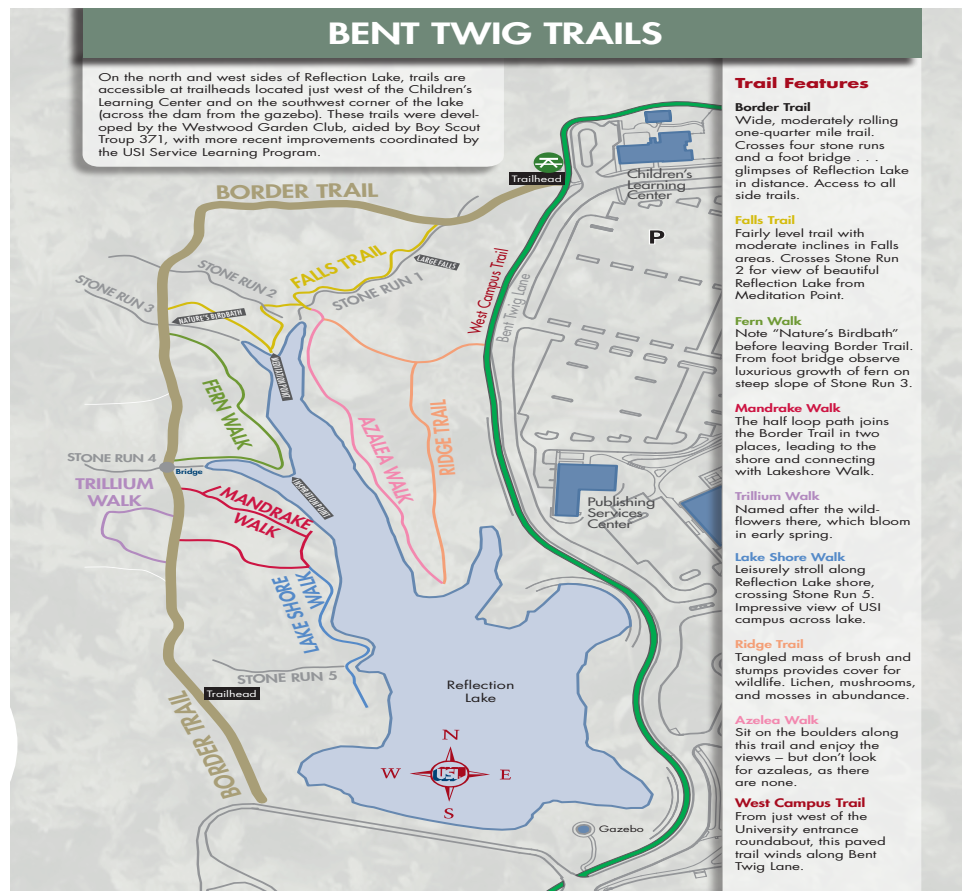 BENT TWIG TRAILS
On the north and west sides of Reflection Lake, trails are
accessible at trailheads located just west of the Children's
Learning Center and on the southwest corner of the lake
(across the dam from the gazebo). These trails were devel-
oped by the Westwood Garden Club, aided by Boy Scout
Troup 371, with more recent improvements coordinated by
the USI Service Learning Program.
Trailhead
Children's
Learning
Center
BORDER TRAIL
P
FALLS TRAIL
LARGE FALLS
STONE RUN 2
STONE RUN 1
STONE RUN 3
NATURE'S BIRDBATH
West Campus Trail
Bent Twig Lane
MEDITATION POINT
FERN WALK
AZALEA WALK
RIDGE TRAIL
STONE RUN 4
Bridge
TRILLIUM
WALK
INSPIRATION POINT
MANDRAKE
WALK
Publishing
Services
Center
LAKE SHORE
WALK
STONE RUN 5
Trailhead
Reflection
Lake
BORDER TRAIL
N
W
USI
E
S
Gazebo
Trail Features
Border Trail
Wide, moderately rolling
one-quarter mile trail.
Crosses four stone runs
and a foot bridge . . .
glimpses of Reflection Lake
in distance. Access to all
side trails.
Falls Trail
Fairly level trail with
moderate inclines in Falls
areas. Crosses Stone Run
2 for view of beautiful
Reflection Lake from
Meditation Point.
Fern Walk
Note "Nature's Birdbath"
before leaving Border Trail.
From foot bridge observe
luxurious growth of fern on
steep slope of Stone Run 3.
Mandrake Walk
The half loop path joins
the Border Trail in two
places, leading to the
shore and connecting
with Lakeshore Walk.
Trillium Walk
Named after the wild-
flowers there, which bloom
in early spring.
Lake Shore Walk
Leisurely stroll along
Reflection Lake shore,
crossing Stone Run 5.
Impressive view of USI
campus across lake.
Ridge Trail
Tangled mass of brush and
stumps provides cover for
wildlife. Lichen, mushrooms,
and mosses in abundance.
Azelea Walk
Sit on the boulders along
this trail and enjoy the
views – but don't look
for azaleas, as there
are none.
West Campus Trail
From just west of the
University entrance
roundabout, this paved
trail winds along Bent
Twig Lane.